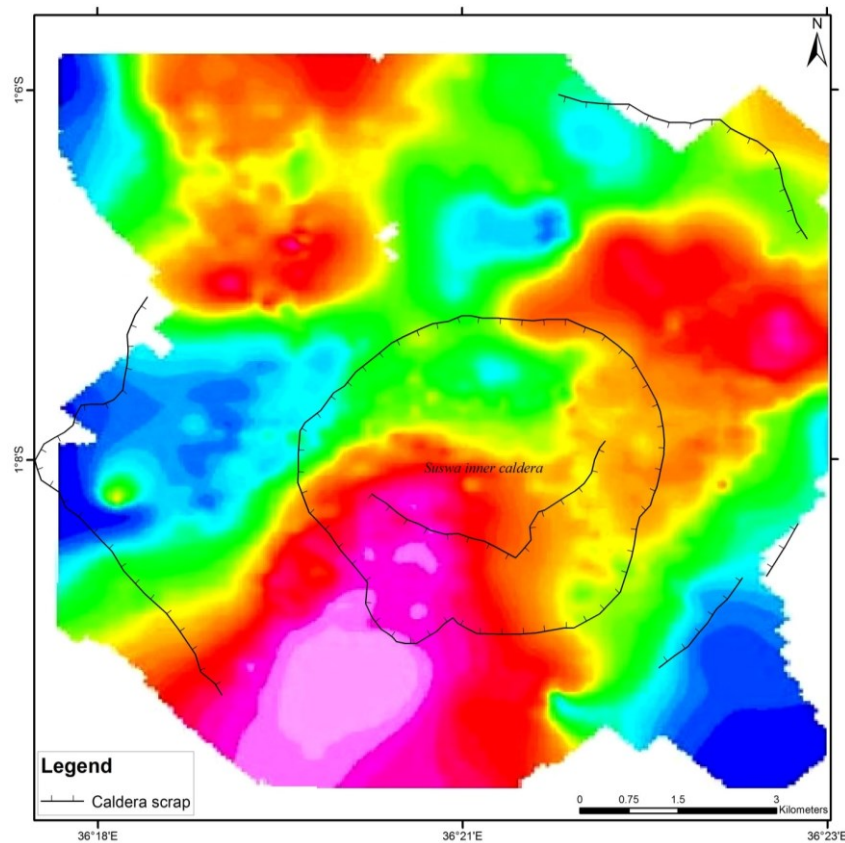 N
1°6'S
Suswa inner caldera
1°8'S
Legend
Caldera scrap
0 0.75 1.5 3
Kilometers
36°18'E 36°21'E 36°23'E